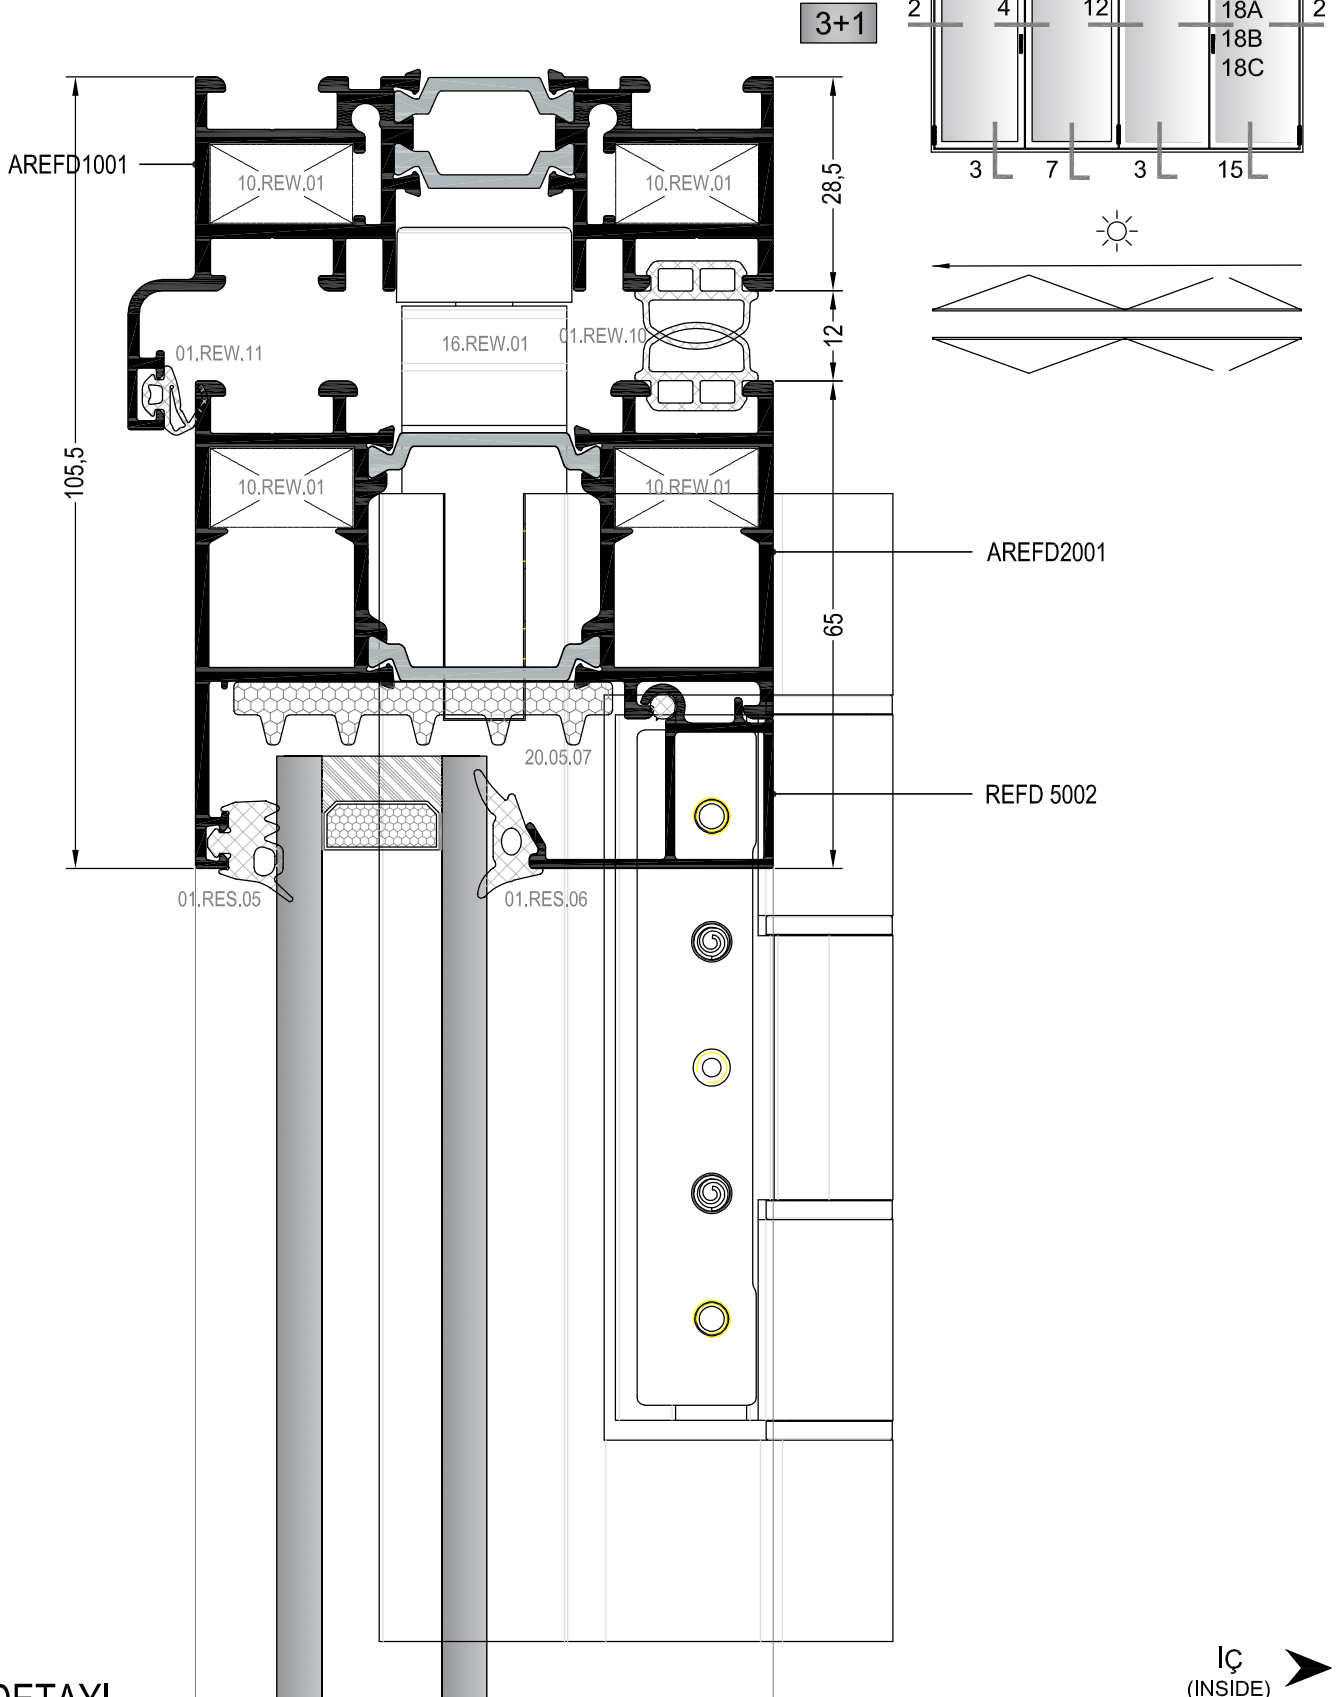 3+1
2 4 12 18A 2
18B
18C
3 7 3 15
AREFD1001
10.REW.01 10.REW.01
28,5
01.REW.11
16.REW.01
01.REW.10
12
105,5
10.REW.01 10.REW.01
AREFD2001
65
20.05.07
REFD 5002
01.RES.05
01.RES.06
İÇ
(INSIDE)
DETAYI